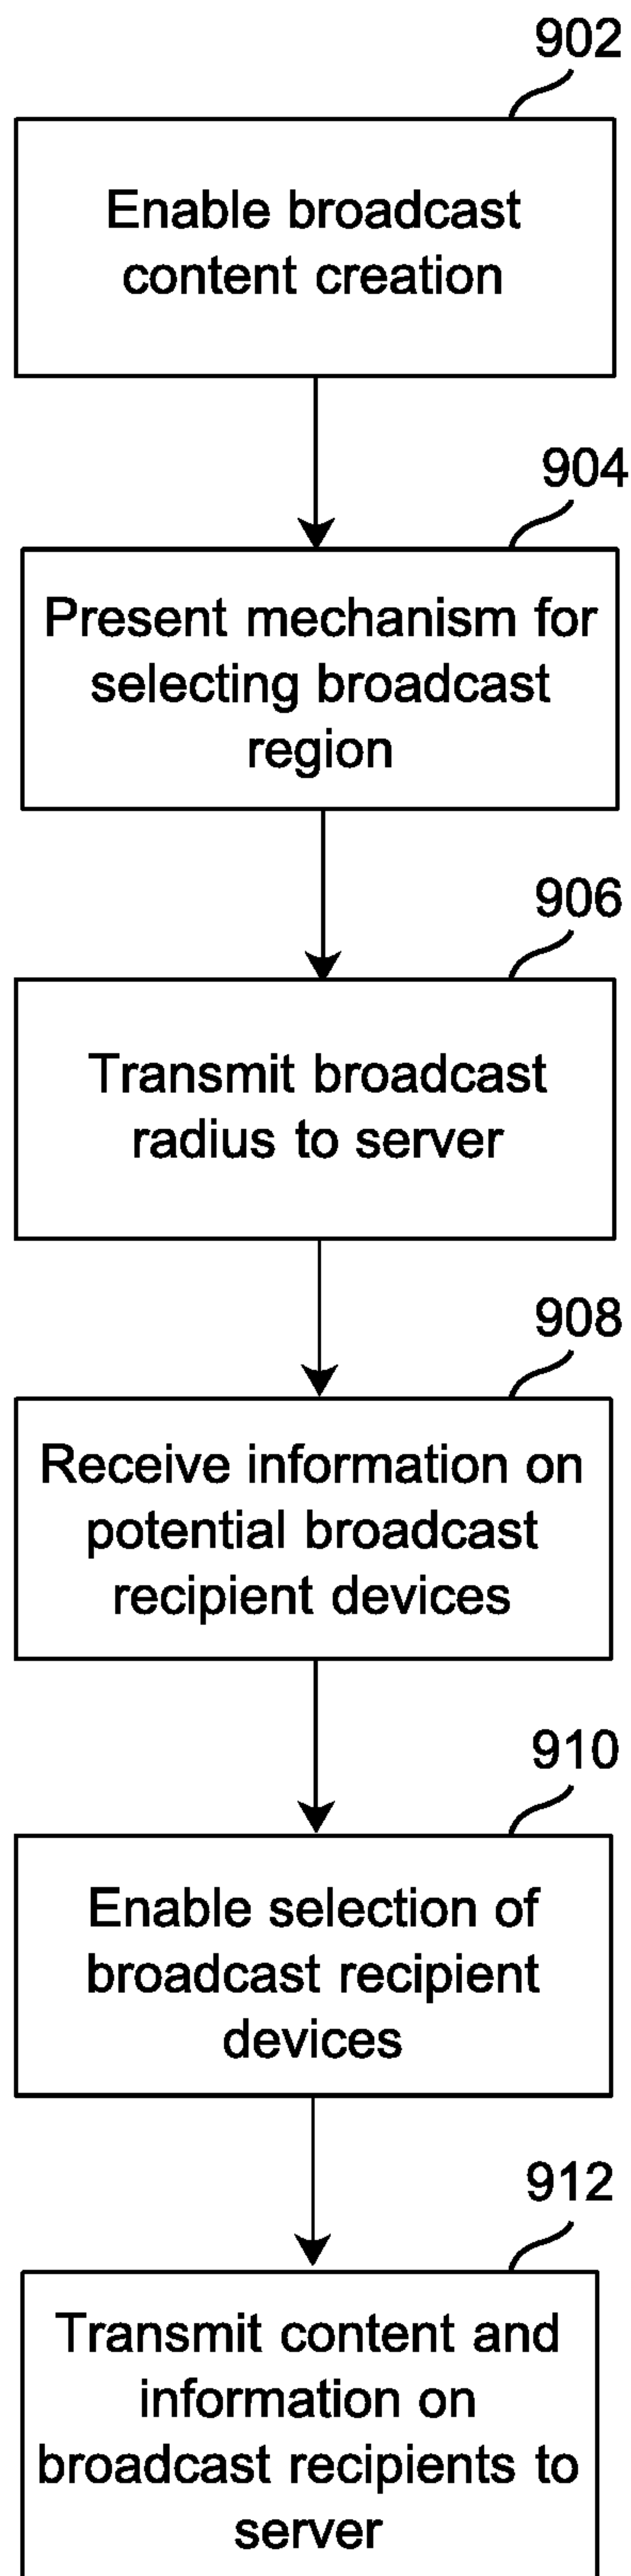 902
Enable broadcast
content creation
904
Present mechanism for
selecting broadcast
region
906
Transmit broadcast
radius to server
908
Receive information on
potential broadcast
recipient devices
910
Enable selection of
broadcast recipient
devices
912
Transmit content and
information on
broadcast recipients to
server